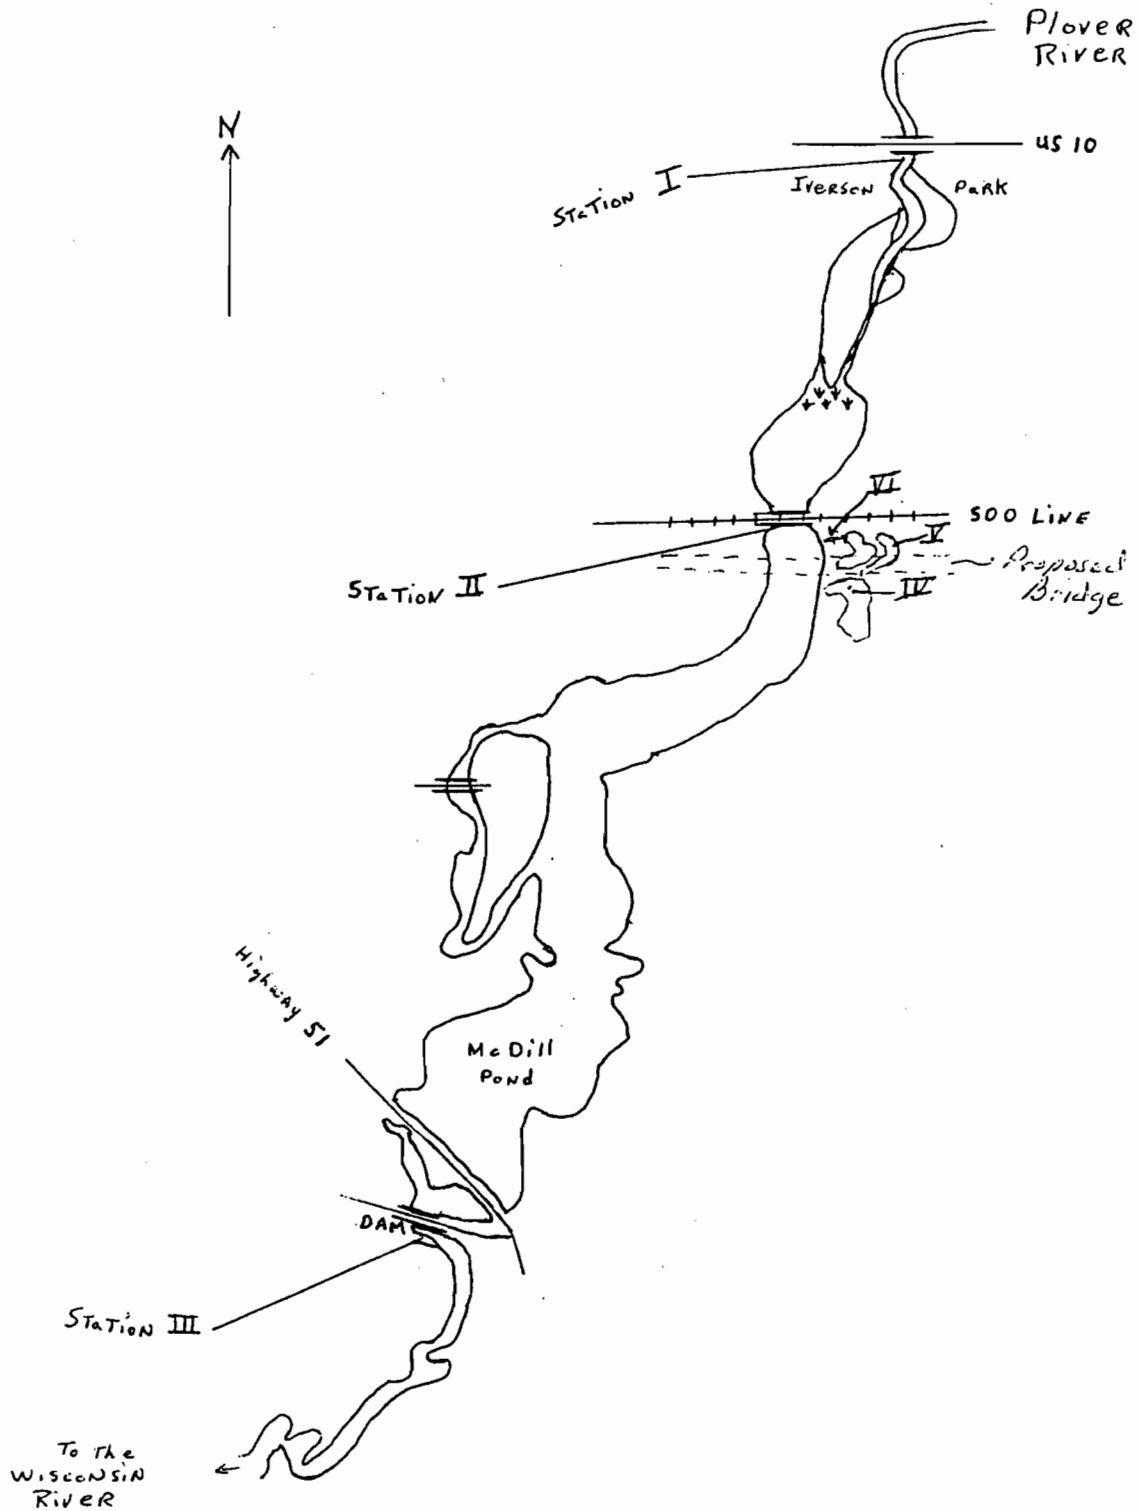 Plover
River
N
US 10
Station I
Iverson Park
VI
SOO LINE
V
Station II
Proposed
Bridge
IV
Highway 51
McDill
Pond
DAM
Station III
To the
Wisconsin
River